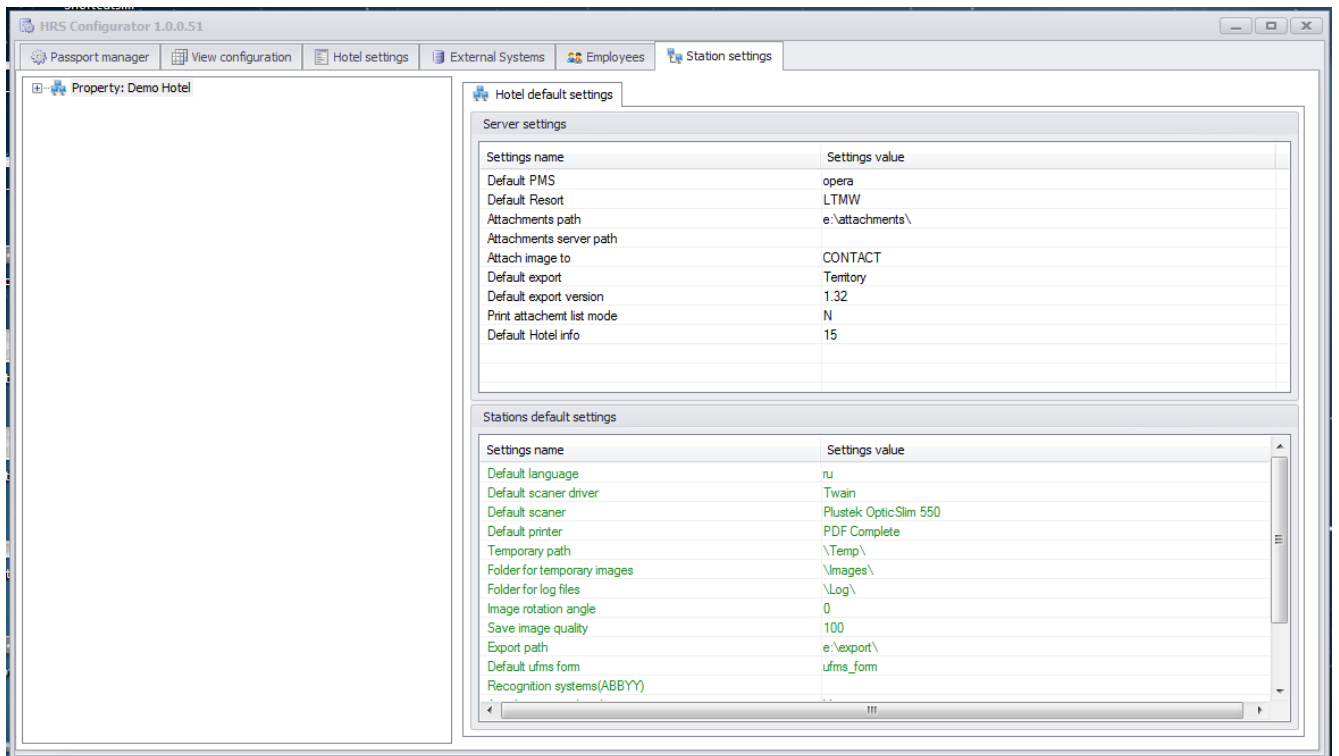 HRS Configurator 1.0.0.51
Passport manager View configuration Hotel settings External Systems Employees Station settings
Property: Demo Hotel
Hotel default settings
Server settings
Settings name Settings value
Default PMS opera
Default Resort LTMW
Attachments path e:\attachments\
Attachments server path
Attach image to CONTACT
Default export Territory
Default export version 1.32
Print attachemt list mode N
Default Hotel info 15
Stations default settings
Settings name Settings value
Default language ru
Default scaner driver Twain
Default scaner Plustek OpticSlim 550
Default printer PDF Complete
Temporary path \Temp\
Folder for temporary images \Images\
Folder for log files \Log\
Image rotation angle 0
Save image quality 100
Export path e:\export\
Default ufms form ufms_form
Recognition systems(ABBYY)